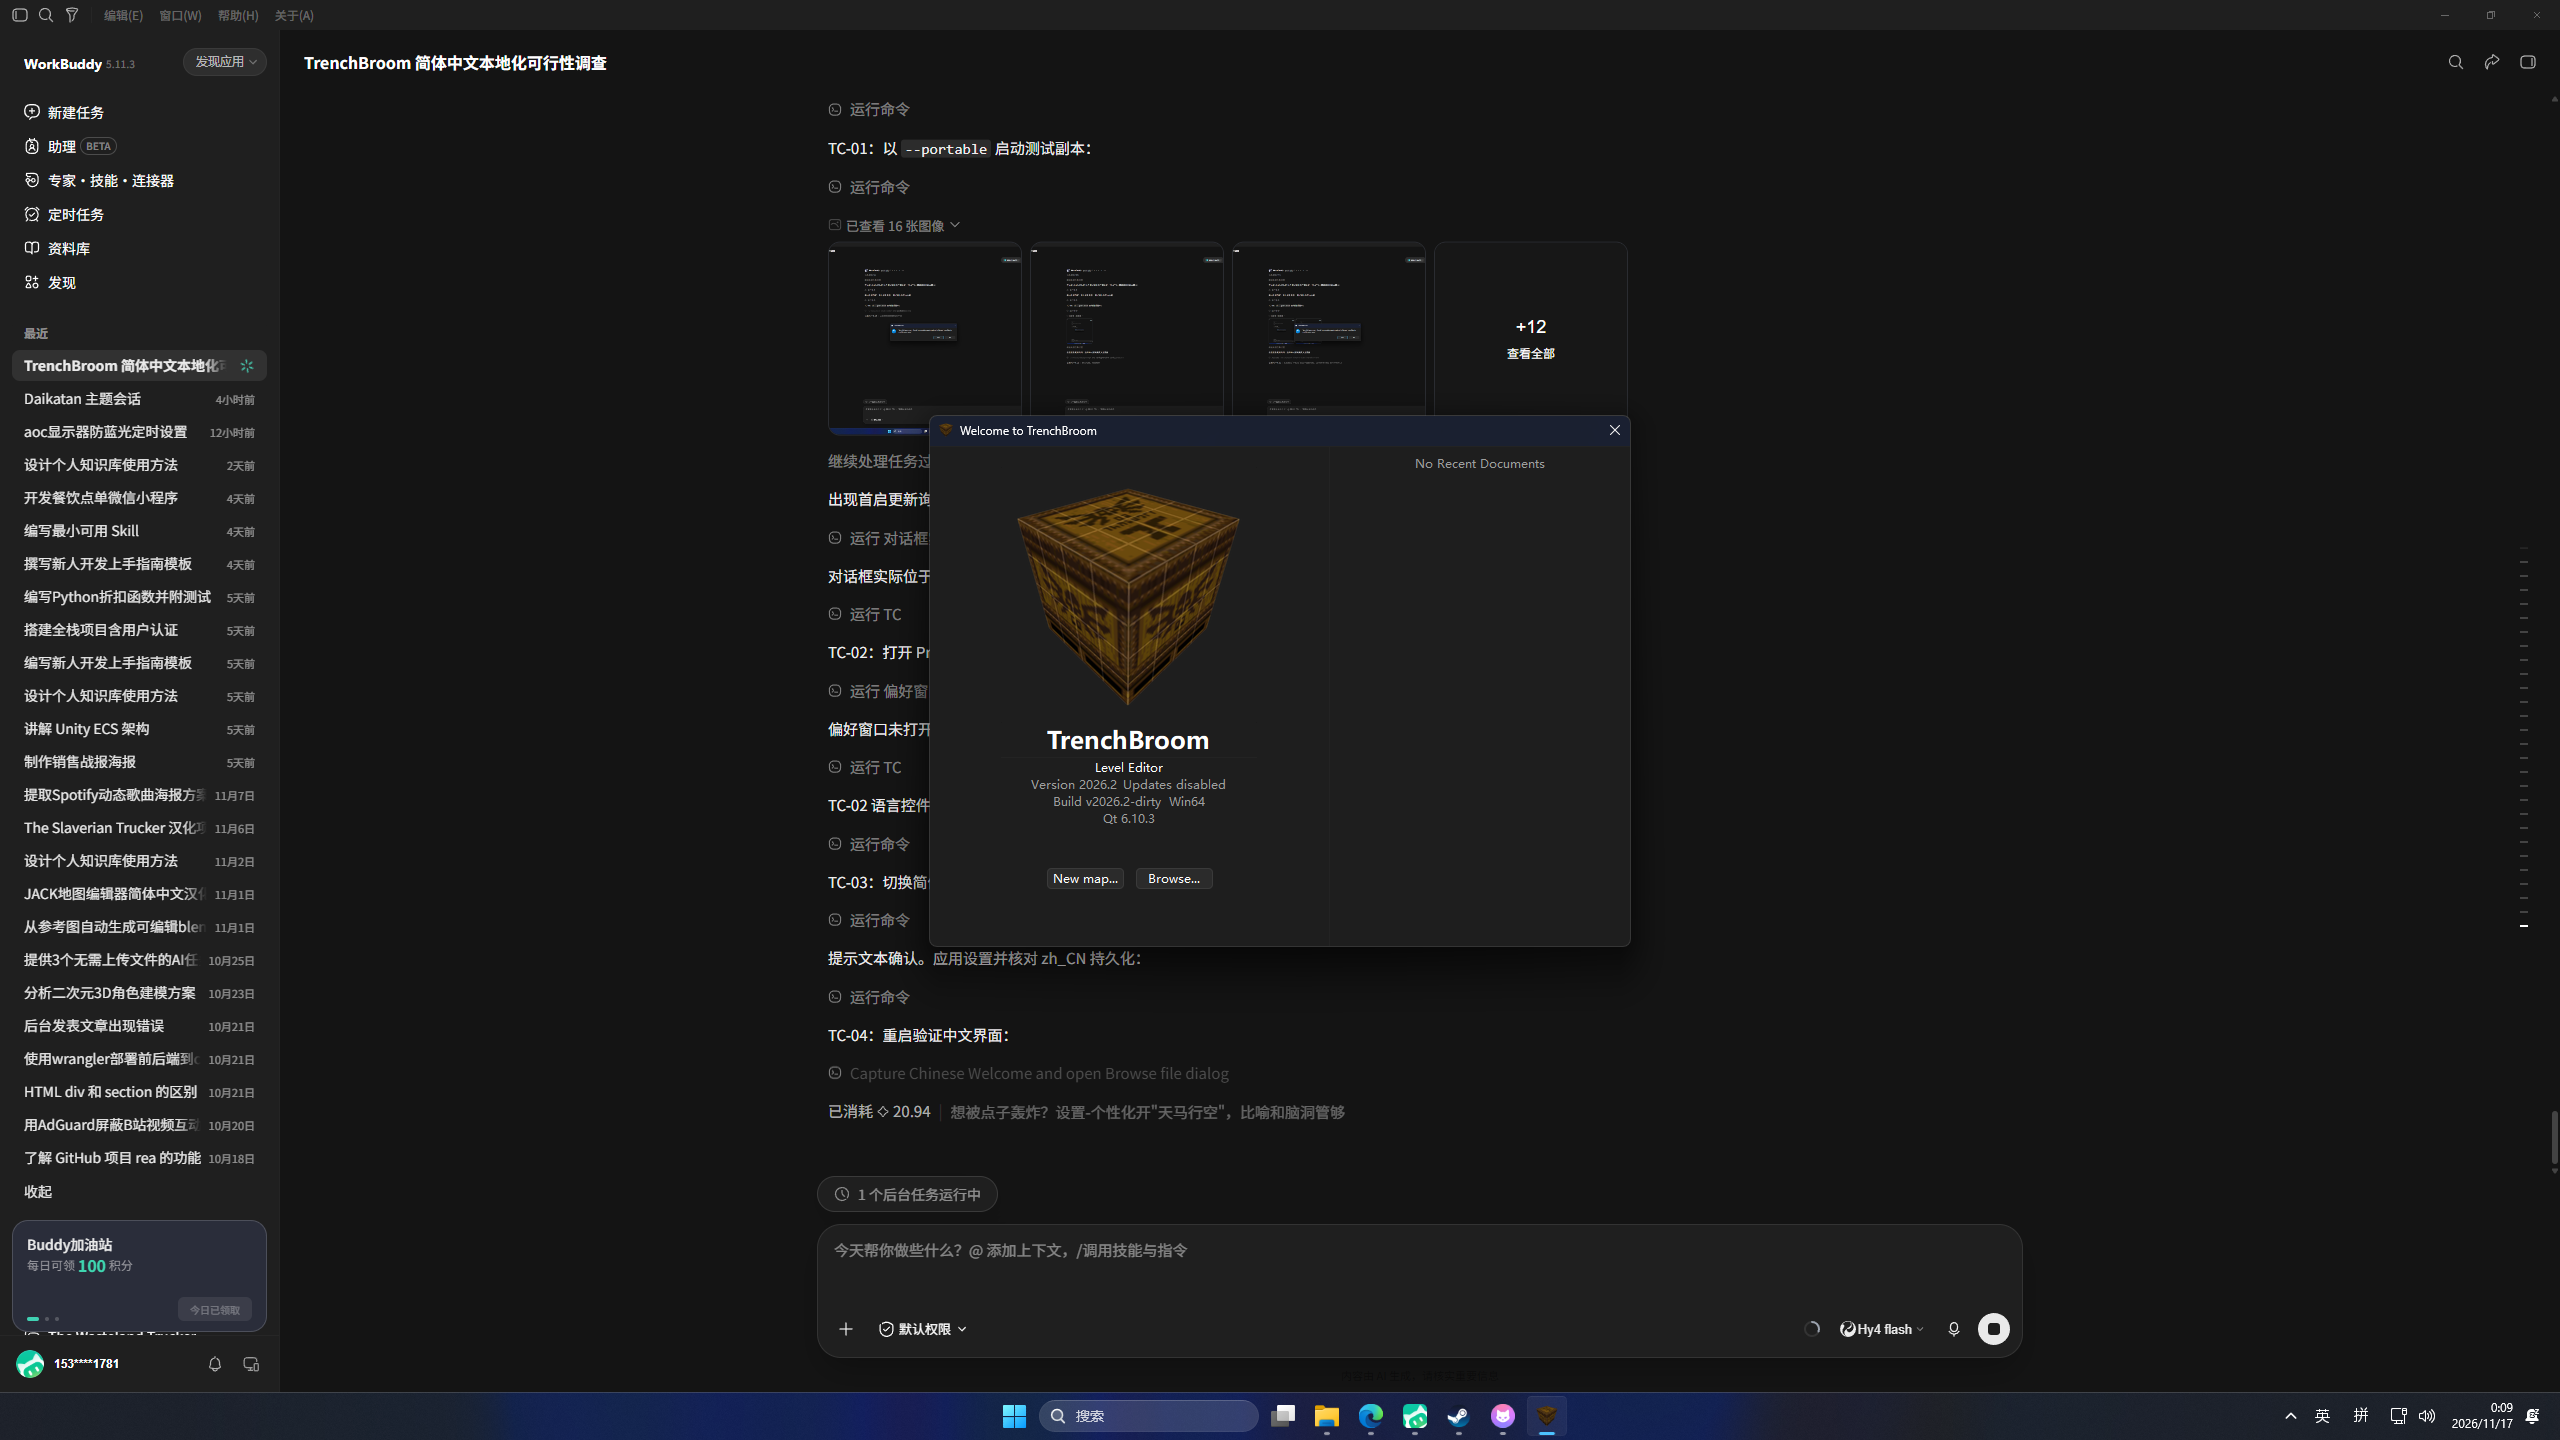 编辑(E) 窗口(W) 帮助(H) 关于(A)
WorkBuddy 5.11.3
发现应用
新建任务
助理 BETA
专家・技能・连接器
定时任务
资料库
发现
最近
TrenchBroom 简体中文本地化
Daikatan 主题会话 4小时前
aoc显示器防蓝光定时设置 12小时前
设计个人知识库使用方法 2天前
开发餐饮点单微信小程序 4天前
编写最小可用 Skill 4天前
撰写新人开发上手指南模板 4天前
编写Python折扣函数并附测试 5天前
搭建全栈项目含用户认证 5天前
编写新人开发上手指南模板 5天前
设计个人知识库使用方法 5天前
讲解 Unity ECS 架构 5天前
制作销售战报海报 5天前
提取Spotify动态歌曲海报方案 11月7日
The Slaverian Trucker 汉化项 11月6日
设计个人知识库使用方法 11月2日
JACK地图编辑器简体中文汉化 11月1日
从参考图自动生成可编辑blen 11月1日
提供3个无需上传文件的AI任 10月25日
分析二次元3D角色建模方案 10月23日
后台发表文章出现错误 10月21日
使用wrangler部署前后端到c 10月21日
HTML div 和 section 的区别 10月21日
用AdGuard屏蔽B站视频互动 10月20日
了解 GitHub 项目 rea 的功能 10月18日
收起
Buddy加油站
每日可领 100 积分
今日已领取
153****1781
TrenchBroom 简体中文本地化可行性调查
运行命令
TC-01：以 --portable 启动测试副本：
运行命令
已查看 16 张图像
+12
查看全部
继续处理任务过
出现首启更新询
运行 对话框
对话框实际位于
运行 TC
TC-02：打开 Pr
运行 偏好窗
偏好窗口未打开
运行 TC
TC-02 语言控件
运行命令
TC-03：切换简
运行命令
提示文本确认。应用设置并核对 zh_CN 持久化：
运行命令
TC-04：重启验证中文界面：
Capture Chinese Welcome and open Browse file dialog
已消耗 20.94 想被点子轰炸？设置-个性化开"天马行空"，比喻和脑洞管够
Welcome to TrenchBroom
No Recent Documents
TrenchBroom
Level Editor
Version 2026.2 Updates disabled
Build v2026.2-dirty Win64
Qt 6.10.3
New map...
Browse...
1 个后台任务运行中
今天帮你做些什么？@ 添加上下文，/调用技能与指令
默认权限
Hy4 flash
搜索
英
拼
0:09
2026/11/17